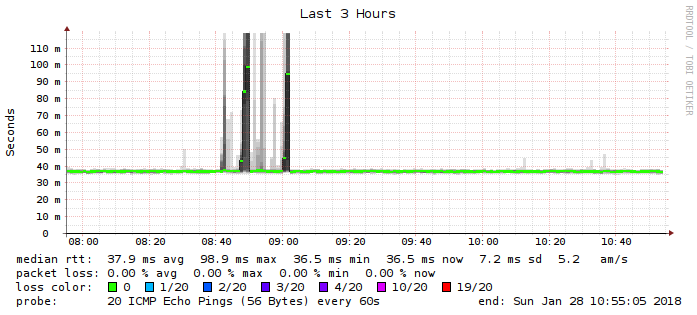 Last 3 Hours
RRDTOOL / TOBI OETIKER
Seconds
110 m
100 m
90 m
80 m
70 m
60 m
50 m
40 m
30 m
20 m
10 m
0
08:00 08:20 08:40 09:00 09:20 09:40 10:00 10:20 10:40
median rtt: 37.9 ms avg 98.9 ms max 36.5 ms min 36.5 ms now 7.2 ms sd 5.2 am/s
packet loss: 0.00 % avg 0.00 % max 0.00 % min 0.00 % now
loss color: 0 1/20 2/20 3/20 4/20 10/20 19/20
probe: 20 ICMP Echo Pings (56 Bytes) every 60s end: Sun Jan 28 10:55:05 2018